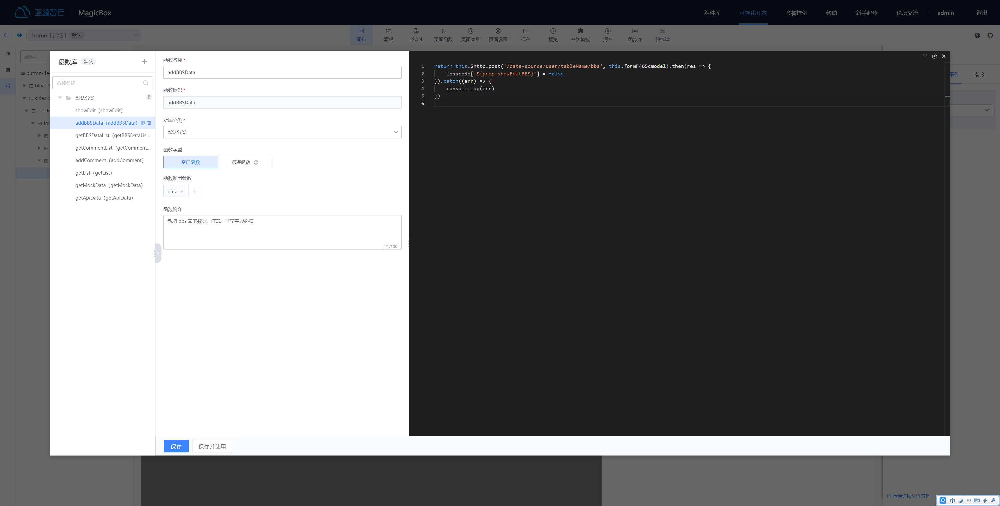 蓝鲸智云
MagicBox
组件库
可视化开发
套餐样例
帮助
新手起步
论坛交流
admin
退出
home【论坛】 默认
画布
源码
JSON
页面函数
页面变量
页面设置
保存
预览
存为模板
清空
函数库
快捷键
请输入
button-4e4
block-
sideslid
block-
for
函数库 默认
函数名称
默认分类 8
showEdit（showEdit）
addBBSData（addBBSData）
getBBSDataList（getBBSDataLis...
getCommentList（getComment...
addComment（addComment）
getList（getList）
getMockData（getMockData）
getApiData（getApiData）
函数名称 *
addBBSData
函数标识 *
addBBSData
所属分类 *
默认分类
函数类型
空白函数
远程函数
函数调用参数
data ×
+
函数简介
新增 bbs 表的数据。注意：非空字段必填
21/100
保存
保存并使用
1 return this.$http.post('/data-source/user/tableName/bbs', this.formF465cmodel).then(res => {
2 lesscode['${prop:showEditBBS}'] = false
3 }).catch((err) => {
4 console.log(err)
5 })
6
事件
指令
查看详细属性文档
中